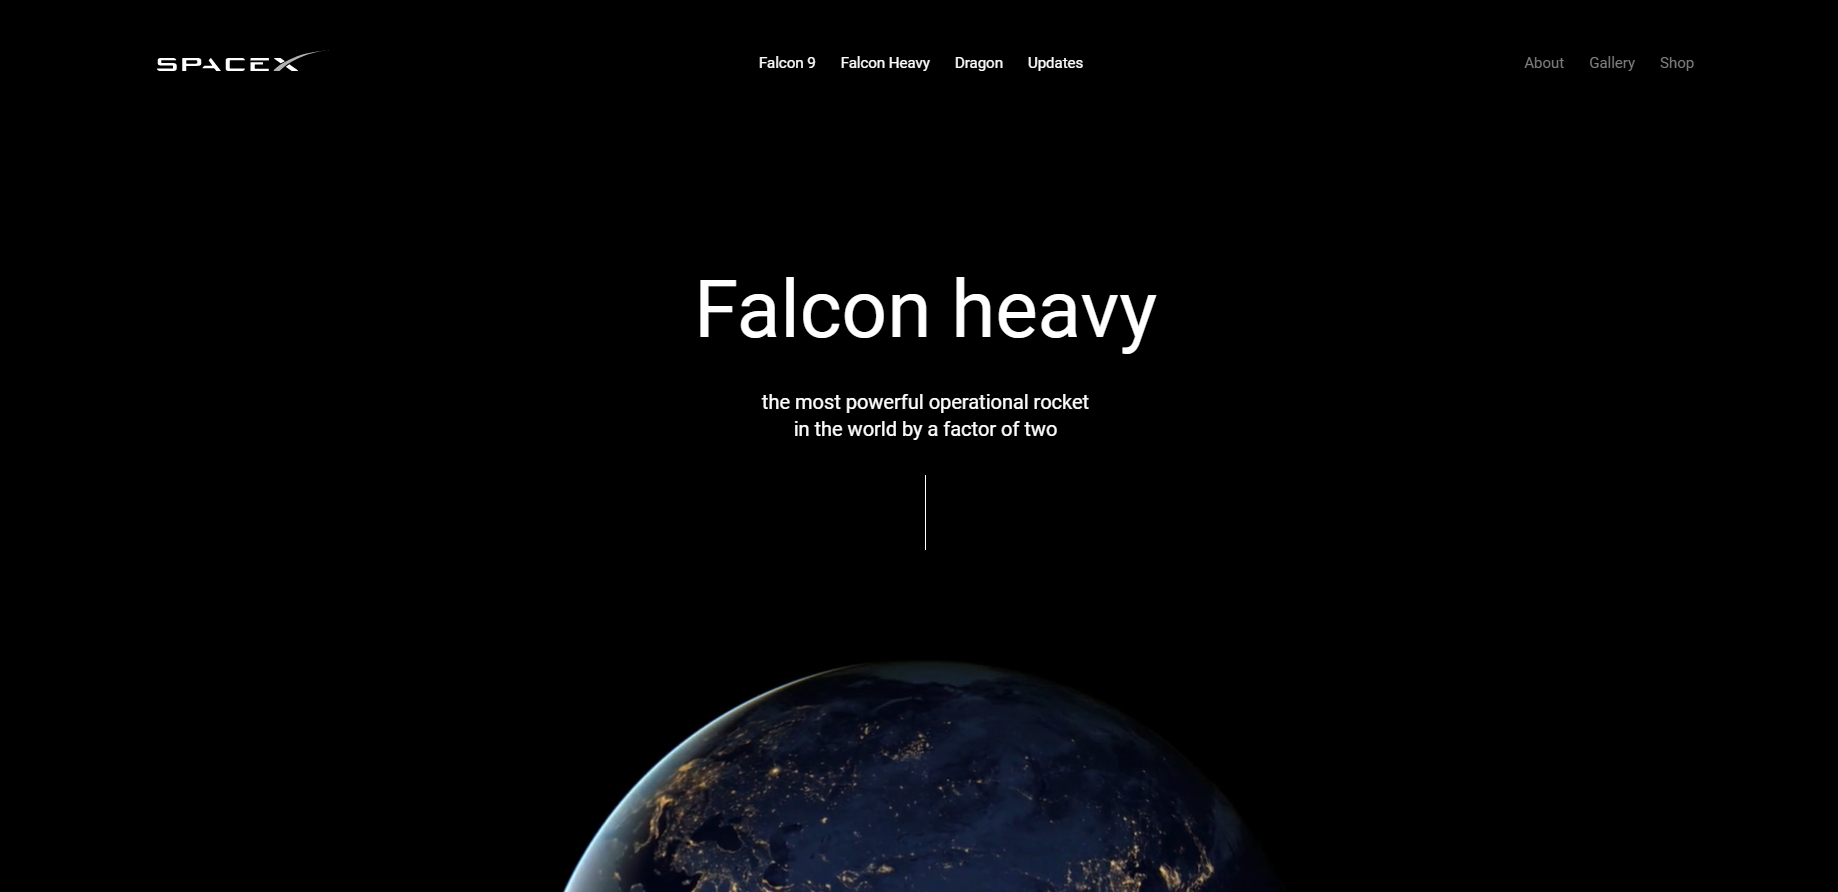 SPACEX
Falcon 9 Falcon Heavy Dragon Updates
About Gallery Shop
Falcon heavy
the most powerful operational rocket
in the world by a factor of two